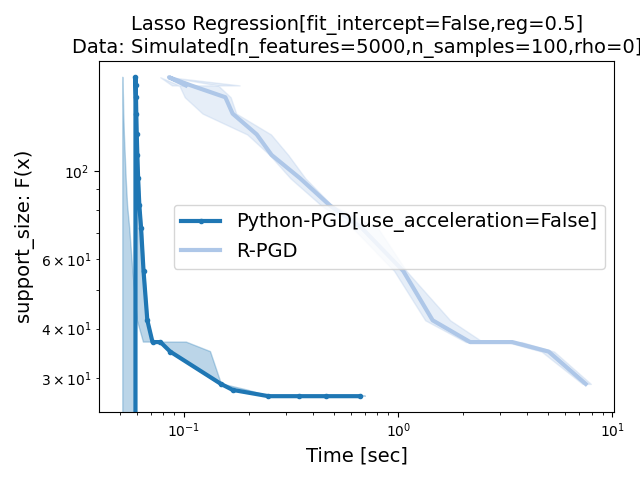 Lasso Regression[fit_intercept=False,reg=0.5]
Data: Simulated[n_features=5000,n_samples=100,rho=0]
support_size: F(x)
10²
6 × 10¹
4 × 10¹
3 × 10¹
Python-PGD[use_acceleration=False]
R-PGD
10⁻¹
10⁰
10¹
Time [sec]